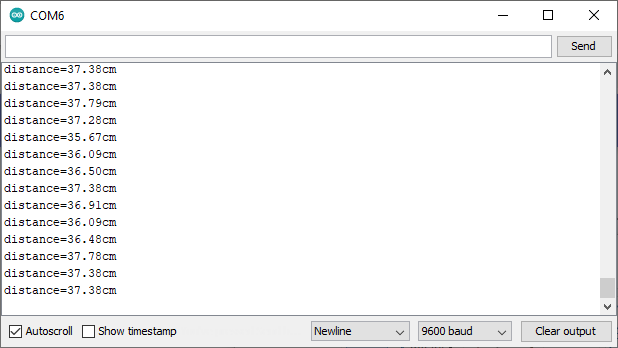 COM6
Send
distance=37.38cm
distance=37.38cm
distance=37.79cm
distance=37.28cm
distance=35.67cm
distance=36.09cm
distance=36.50cm
distance=37.38cm
distance=36.91cm
distance=36.09cm
distance=36.48cm
distance=37.78cm
distance=37.38cm
distance=37.38cm
Autoscroll Show timestamp Newline 9600 baud Clear output